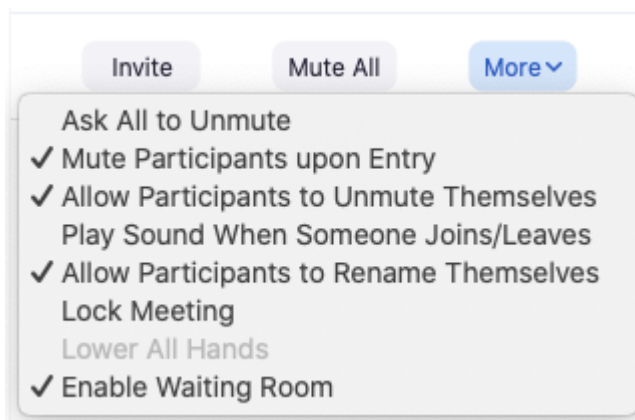 Invite Mute All More
Ask All to Unmute
✓ Mute Participants upon Entry
✓ Allow Participants to Unmute Themselves
Play Sound When Someone Joins/Leaves
✓ Allow Participants to Rename Themselves
Lock Meeting
Lower All Hands
✓ Enable Waiting Room